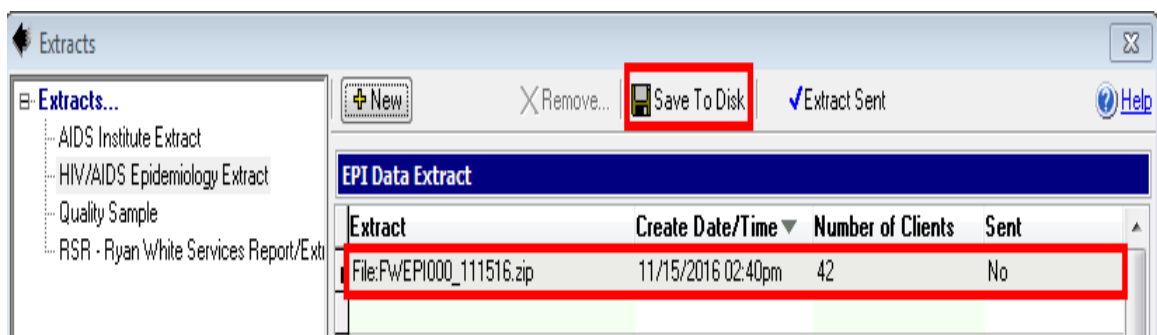 Extracts
Extracts...
AIDS Institute Extract
HIV/AIDS Epidemiology Extract
Quality Sample
RSR - Ryan White Services Report/Extr
New Remove... Save To Disk Extract Sent Help
EPI Data Extract
Extract Create Date/Time Number of Clients Sent
File:FWEPI000_111516.zip 11/15/2016 02:40pm 42 No